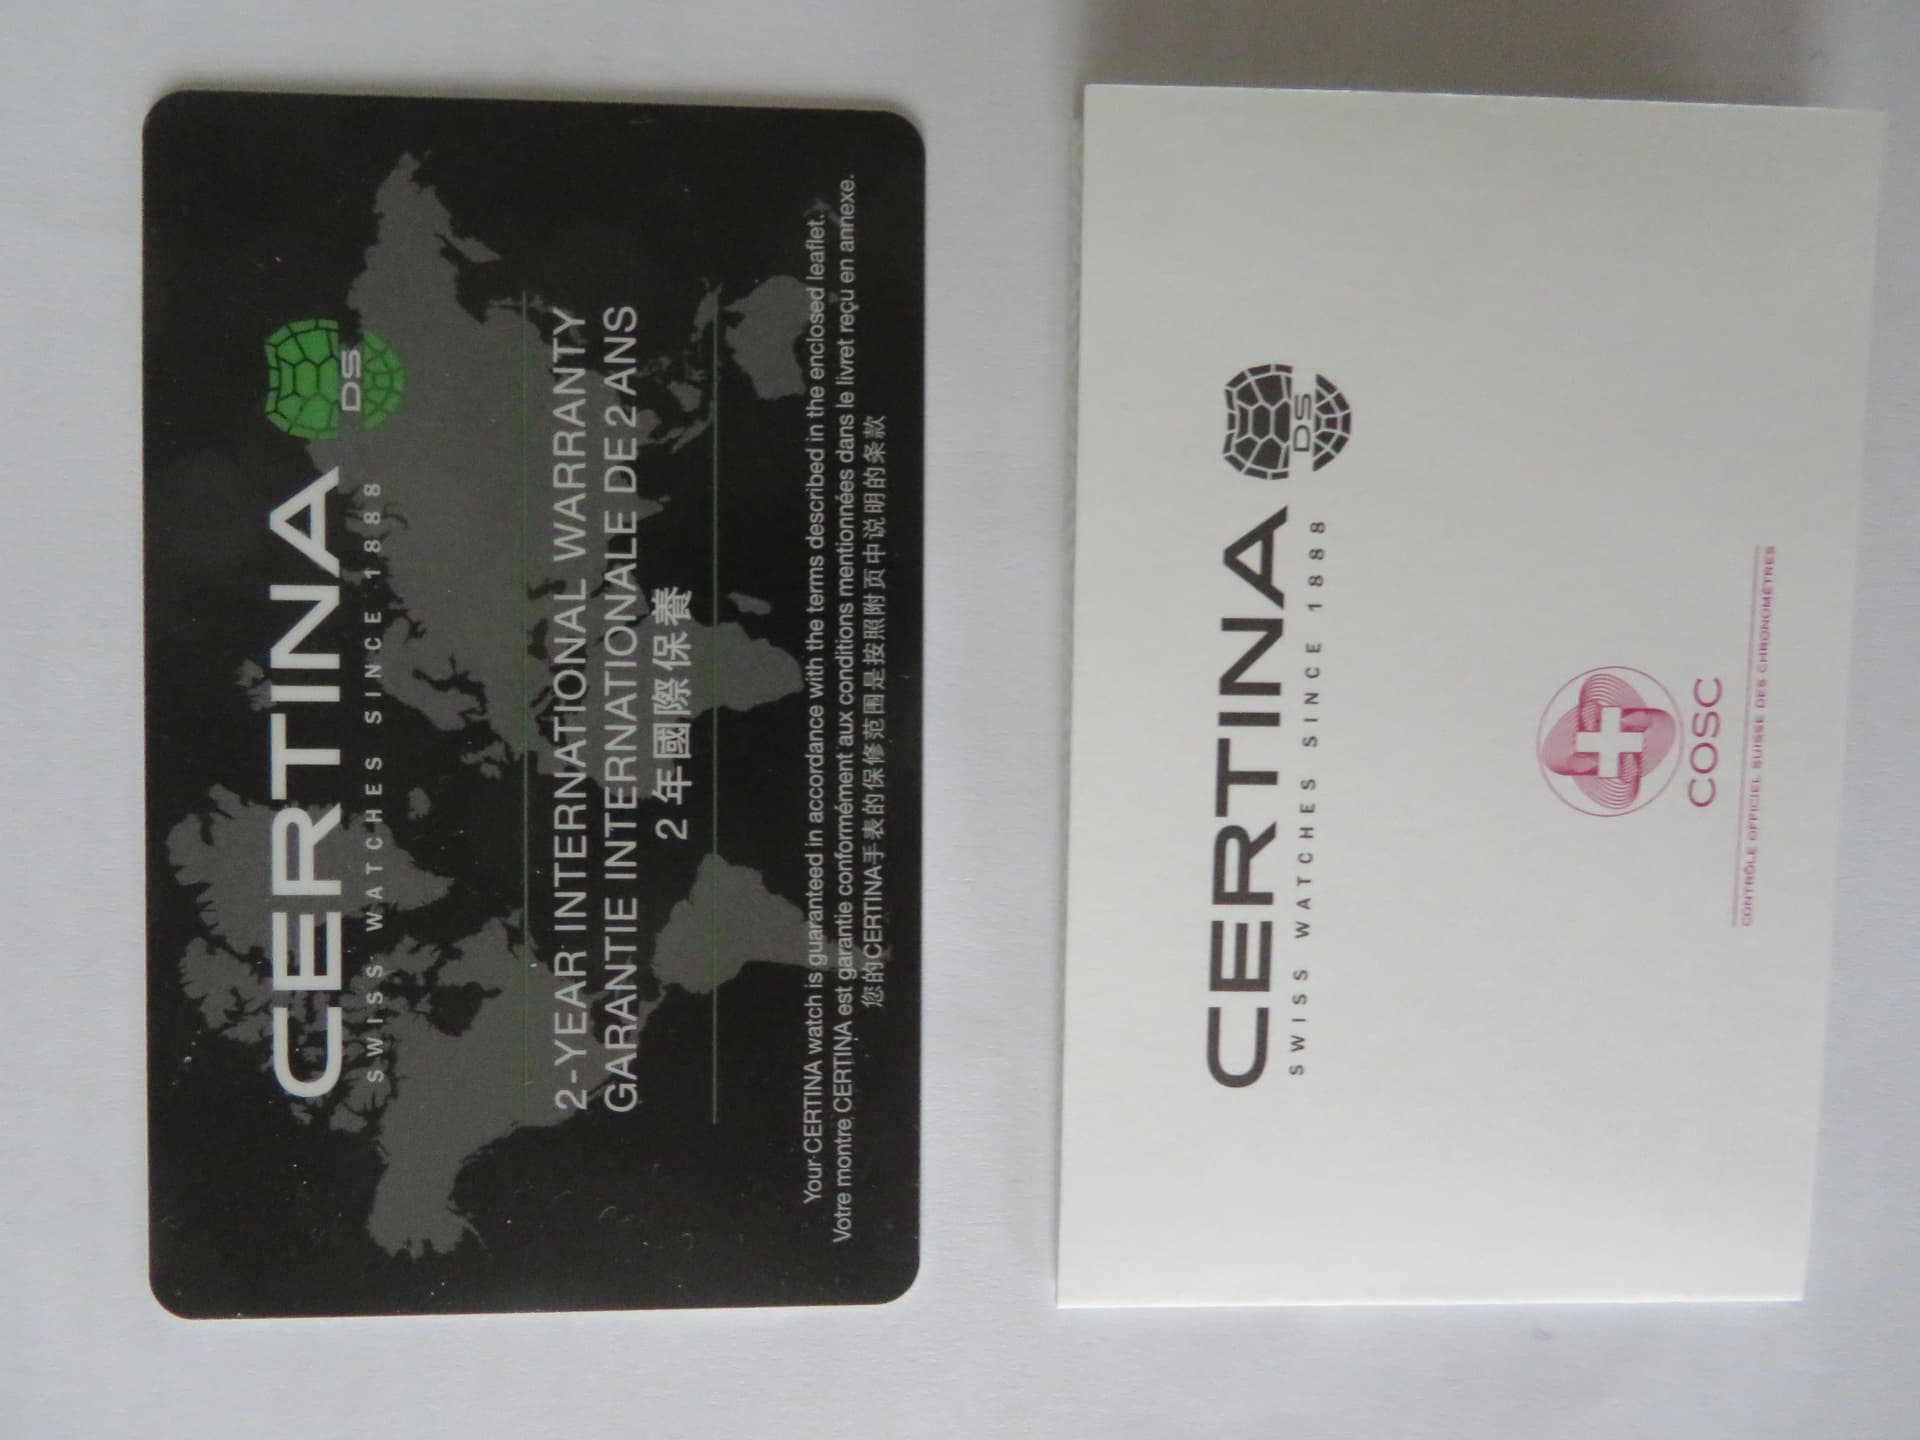 CERTINA
DS
SWISS WATCHES SINCE 1888
2-YEAR INTERNATIONAL WARRANTY
GARANTIE INTERNATIONALE DE 2 ANS
2 年國際保養
Your CERTINA watch is guaranteed in accordance with the terms described in the enclosed leaflet.
Votre montre CERTINA est garantie conformément aux conditions mentionnées dans le livret reçu en annexe.
您的CERTINA手表的保修范围是按照附页中说明的条款
CERTINA
DS
SWISS WATCHES SINCE 1888
COSC
CONTRÔLE OFFICIEL SUISSE DES CHRONOMÈTRES